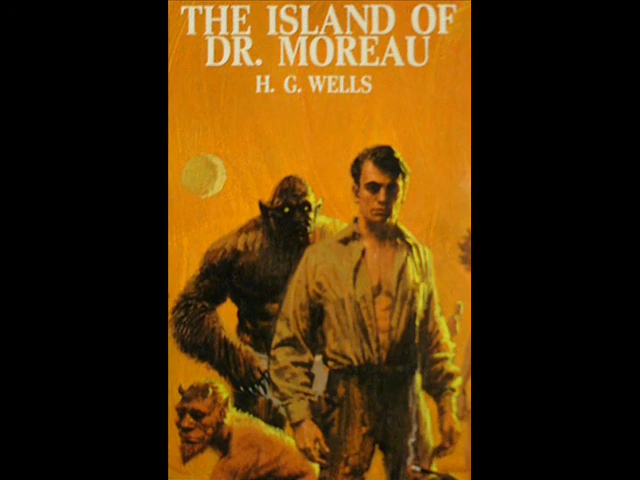 THE ISLAND OF
DR. MOREAU
H. G. WELLS